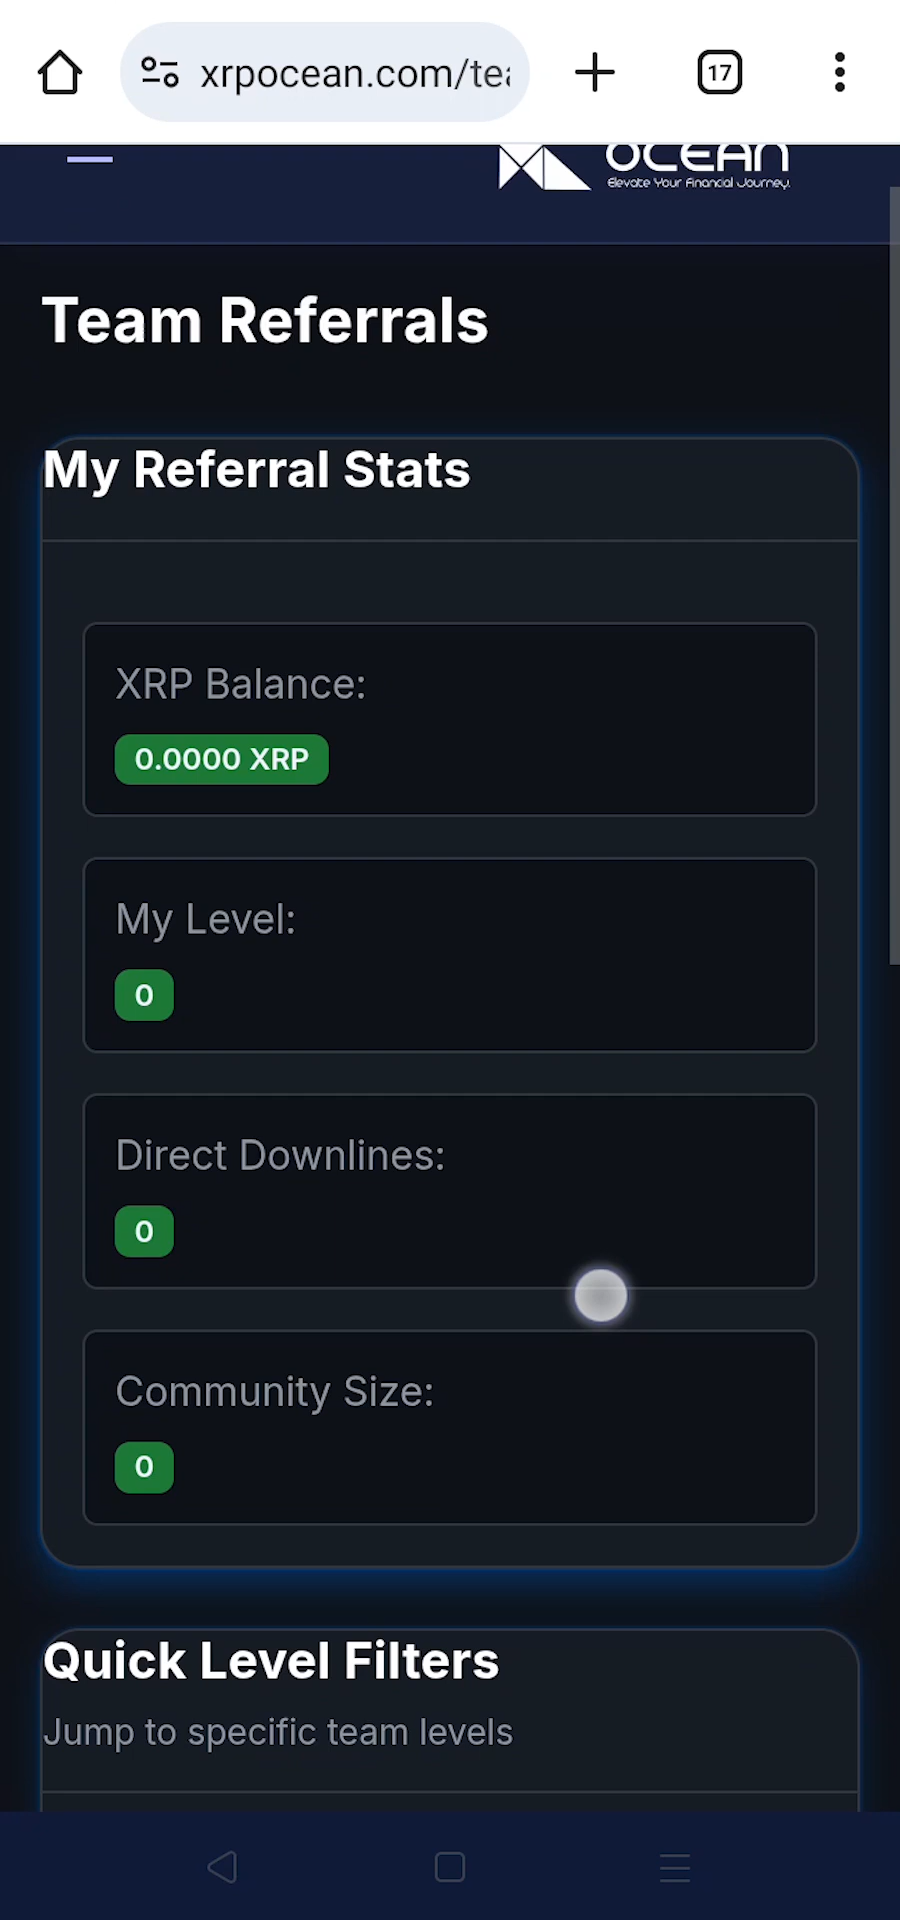 xrpocean.com/tea
17
OCEAN
Elevate Your Financial Journey.
Team Referrals
My Referral Stats
XRP Balance:
0.0000 XRP
My Level:
0
Direct Downlines:
0
Community Size:
0
Quick Level Filters
Jump to specific team levels